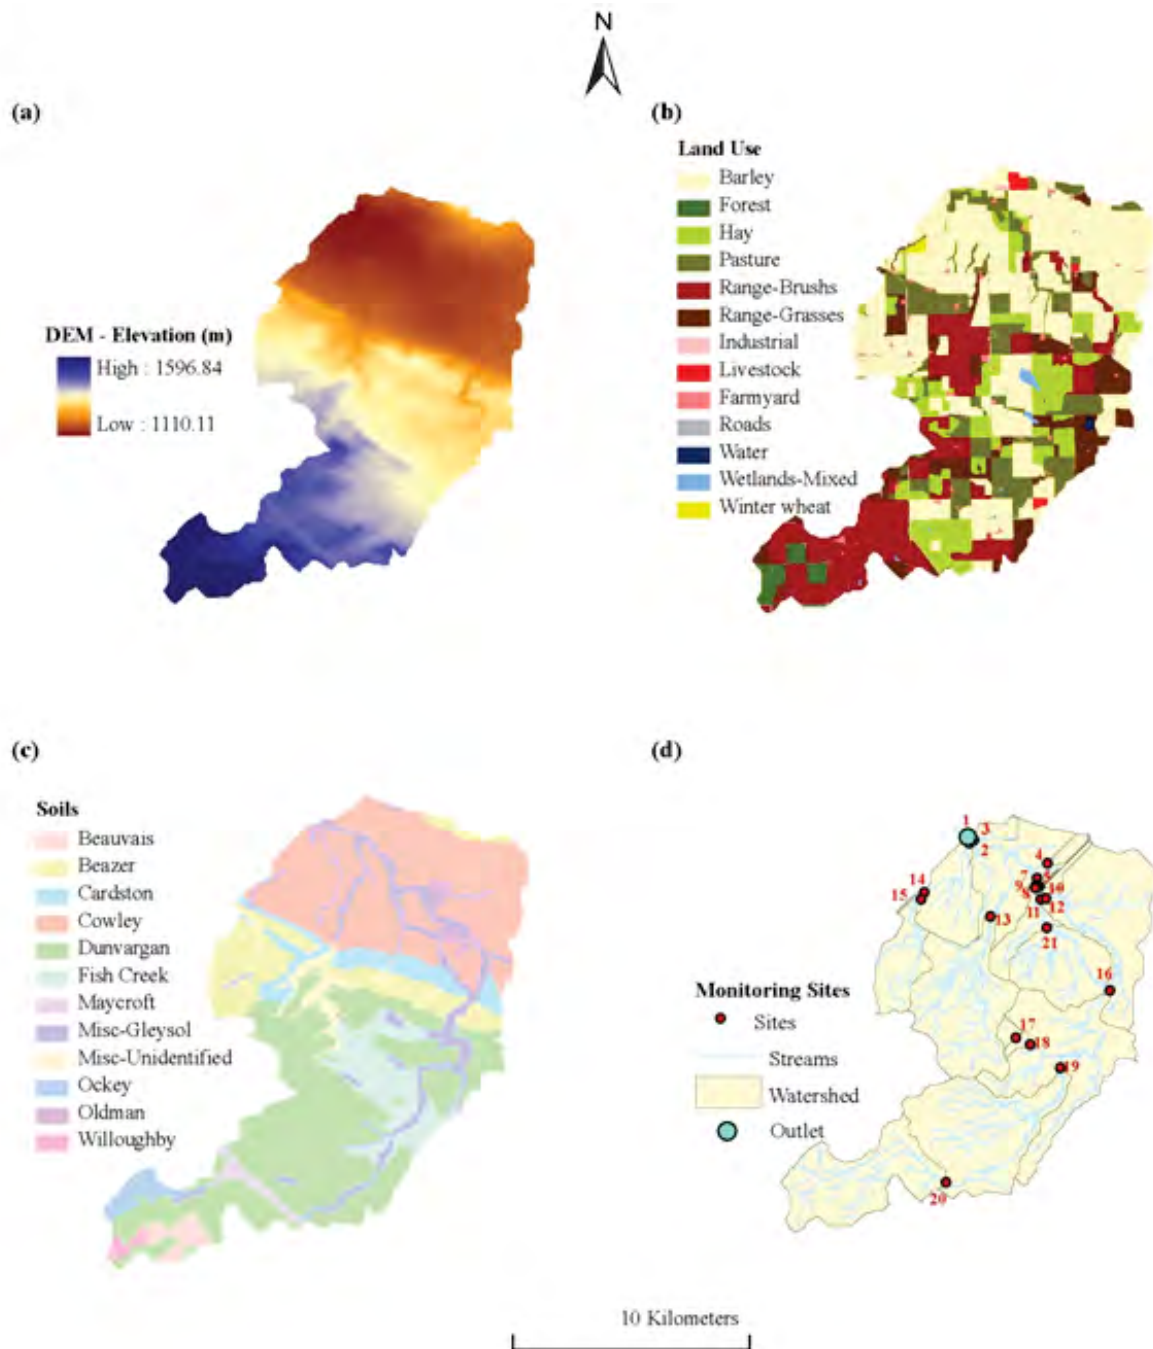 N
(a)
DEM - Elevation (m)
High : 1596.84
Low : 1110.11
(b)
Land Use
Barley
Forest
Hay
Pasture
Range-Brushs
Range-Grasses
Industrial
Livestock
Farmyard
Roads
Water
Wetlands-Mixed
Winter wheat
(c)
Soils
Beauvais
Beazer
Cardston
Cowley
Dunvargan
Fish Creek
Maycroft
Misc-Gleysol
Misc-Unidentified
Ockey
Oldman
Willoughby
(d)
1
3
2
4
7
5
9
10
8
14
15
11
12
13
21
16
17
18
19
20
Monitoring Sites
Sites
Streams
Watershed
Outlet
10 Kilometers